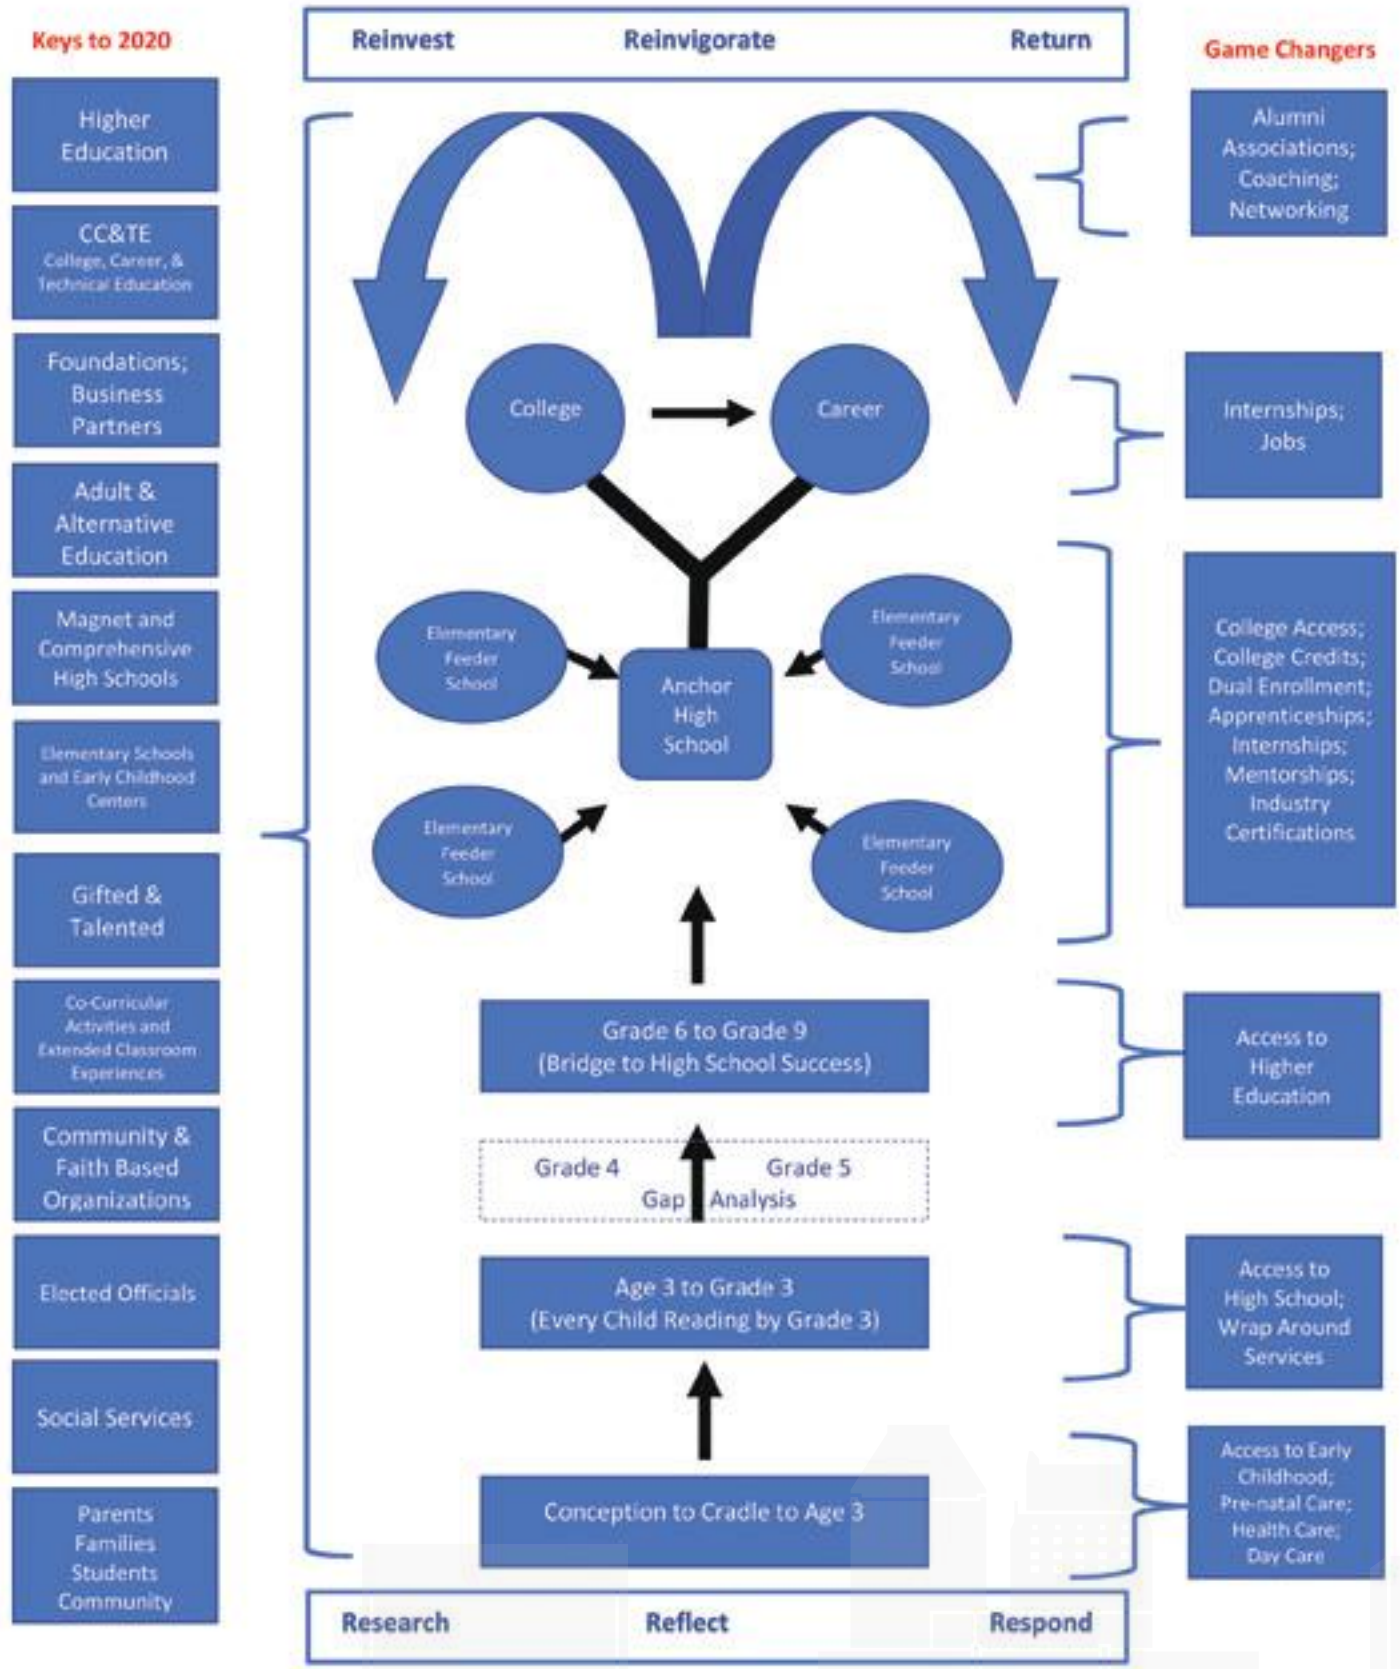 Keys to 2020
Higher
Education
CC&TE
College, Career, &
Technical Education
Foundations;
Business
Partners
Adult &
Alternative
Education
Magnet and
Comprehensive
High Schools
Elementary Schools
and Early Childhood
Centers
Gifted &
Talented
Co-Curricular
Activities and
Extended Classroom
Experiences
Community &
Faith Based
Organizations
Elected Officials
Social Services
Parents
Families
Students
Community
Reinvest Reinvigorate Return
College
Career
Elementary
Feeder
School
Elementary
Feeder
School
Anchor
High
School
Elementary
Feeder
School
Elementary
Feeder
School
Grade 6 to Grade 9
(Bridge to High School Success)
Grade 4 Grade 5
Gap Analysis
Age 3 to Grade 3
(Every Child Reading by Grade 3)
Conception to Cradle to Age 3
Research Reflect Respond
Game Changers
Alumni
Associations;
Coaching;
Networking
Internships;
Jobs
College Access;
College Credits;
Dual Enrollment;
Apprenticeships;
Internships;
Mentorships;
Industry
Certifications
Access to
Higher
Education
Access to
High School;
Wrap Around
Services
Access to Early
Childhood;
Pre-natal Care;
Health Care;
Day Care